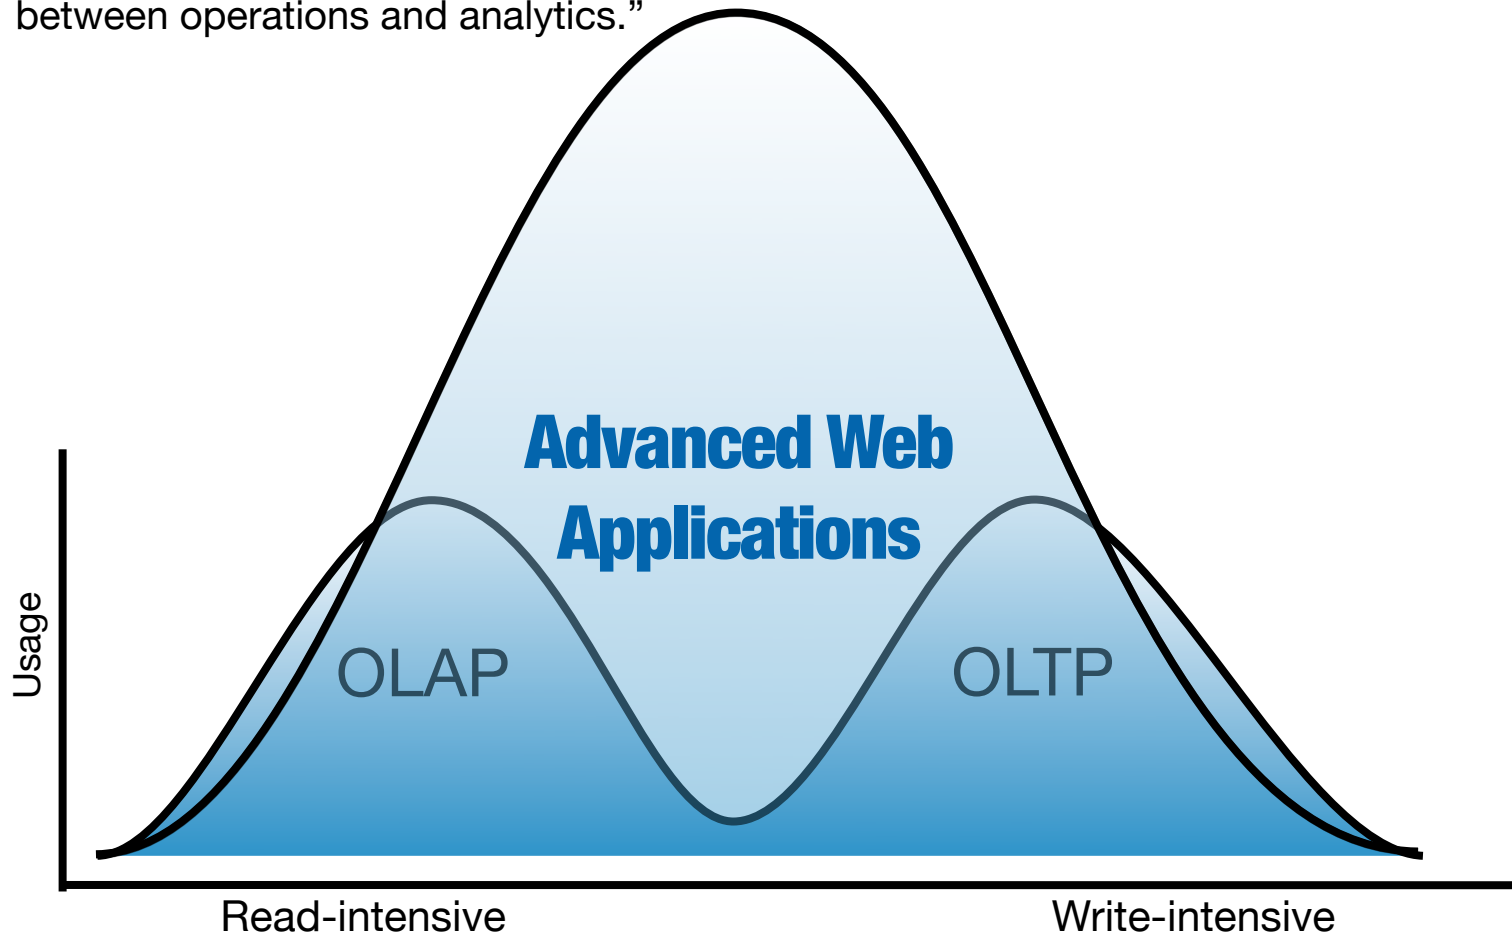 between operations and analytics.”
Advanced Web
Applications
OLAP
OLTP
Usage
Read-intensive
Write-intensive